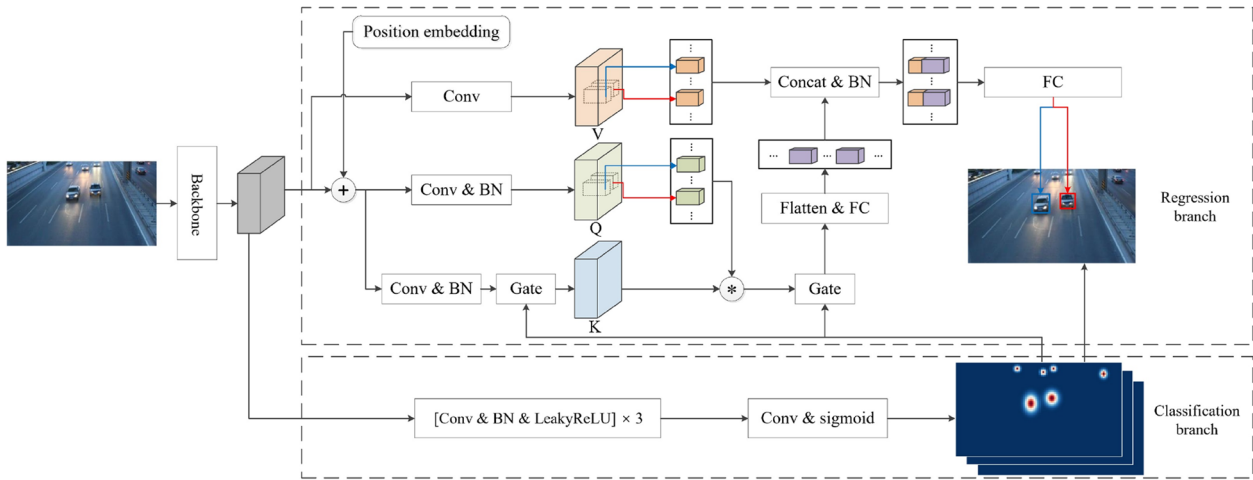 Position embedding
Backbone
Conv
V
⋮
⋮
⋮
Concat & BN
⋮
⋮
⋮
FC
... ... ...
Conv & BN
Q
⋮
⋮
⋮
Flatten & FC
Regression
branch
+
Conv & BN
Gate
K
*
Gate
[Conv & BN & LeakyReLU] × 3
Conv & sigmoid
Classification
branch